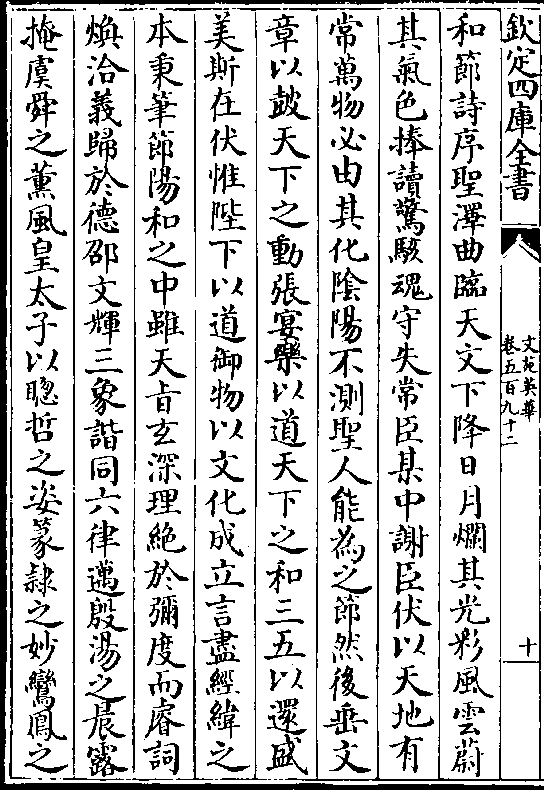 欽定四庫全書
文苑英華
卷五百九十二
十
和節詩序聖澤曲臨天文下降日月爛其光彩風雲蔚
其氣色捧讀驚駭魂守失常臣某中謝臣伏以天地有
常萬物必由其化陰陽不測聖人能為之節然後垂文
章以鼓天下之動張宴樂以道天下之和三五以還盛
美斯在伏惟陛下以道御物以文化成立言盡經緯之
本秉筆節陽和之中雖天㫖玄深理絶於彌度而睿詞
煥洽義歸於德邵文輝三象諧同六律邁殷湯之晨露
掩虞舜之薫風皇太子以聰哲之姿篆隷之妙鸞鳳之